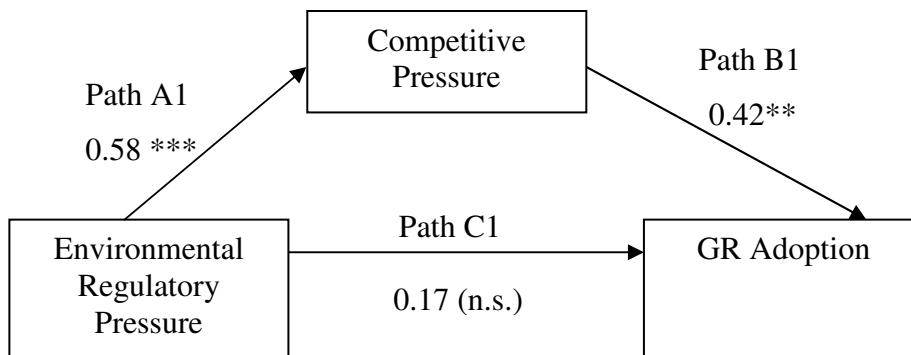 Competitive
Pressure
Path A1
0.58 ***
Path B1
0.42**
Environmental
Regulatory
Pressure
Path C1
0.17 (n.s.)
GR Adoption